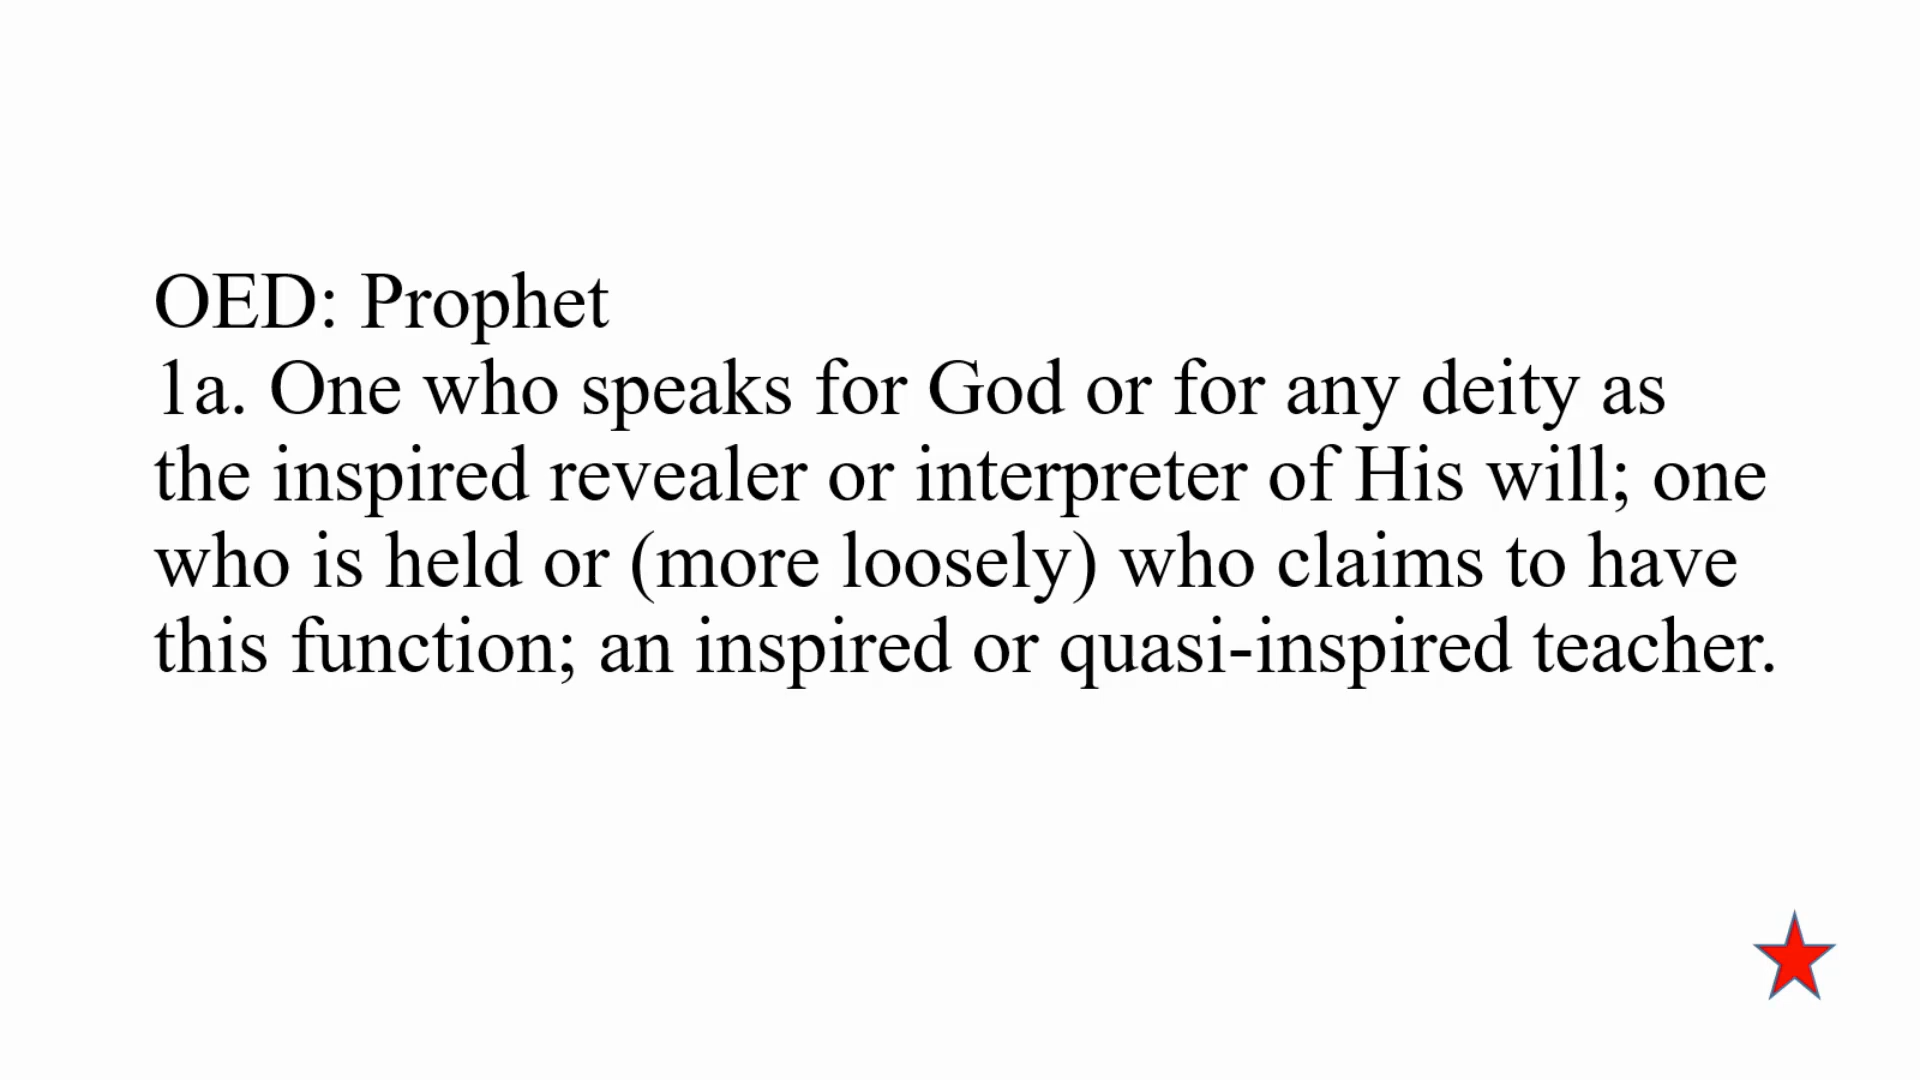 OED: Prophet
1a. One who speaks for God or for any deity as
the inspired revealer or interpreter of His will; one
who is held or (more loosely) who claims to have
this function; an inspired or quasi-inspired teacher.